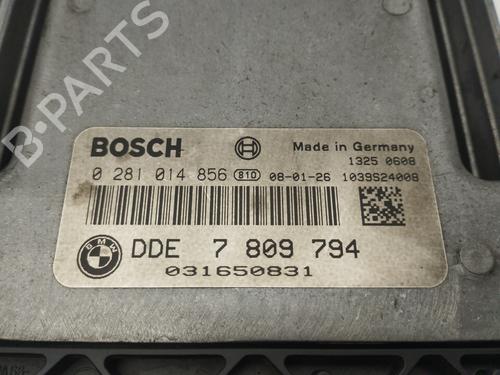 B-PARTS
BOSCH
Made in Germany
1325 0608
0 281 014 856 810 08-01-26 1039S24008
BMW
DDE 7 809 794
031650831